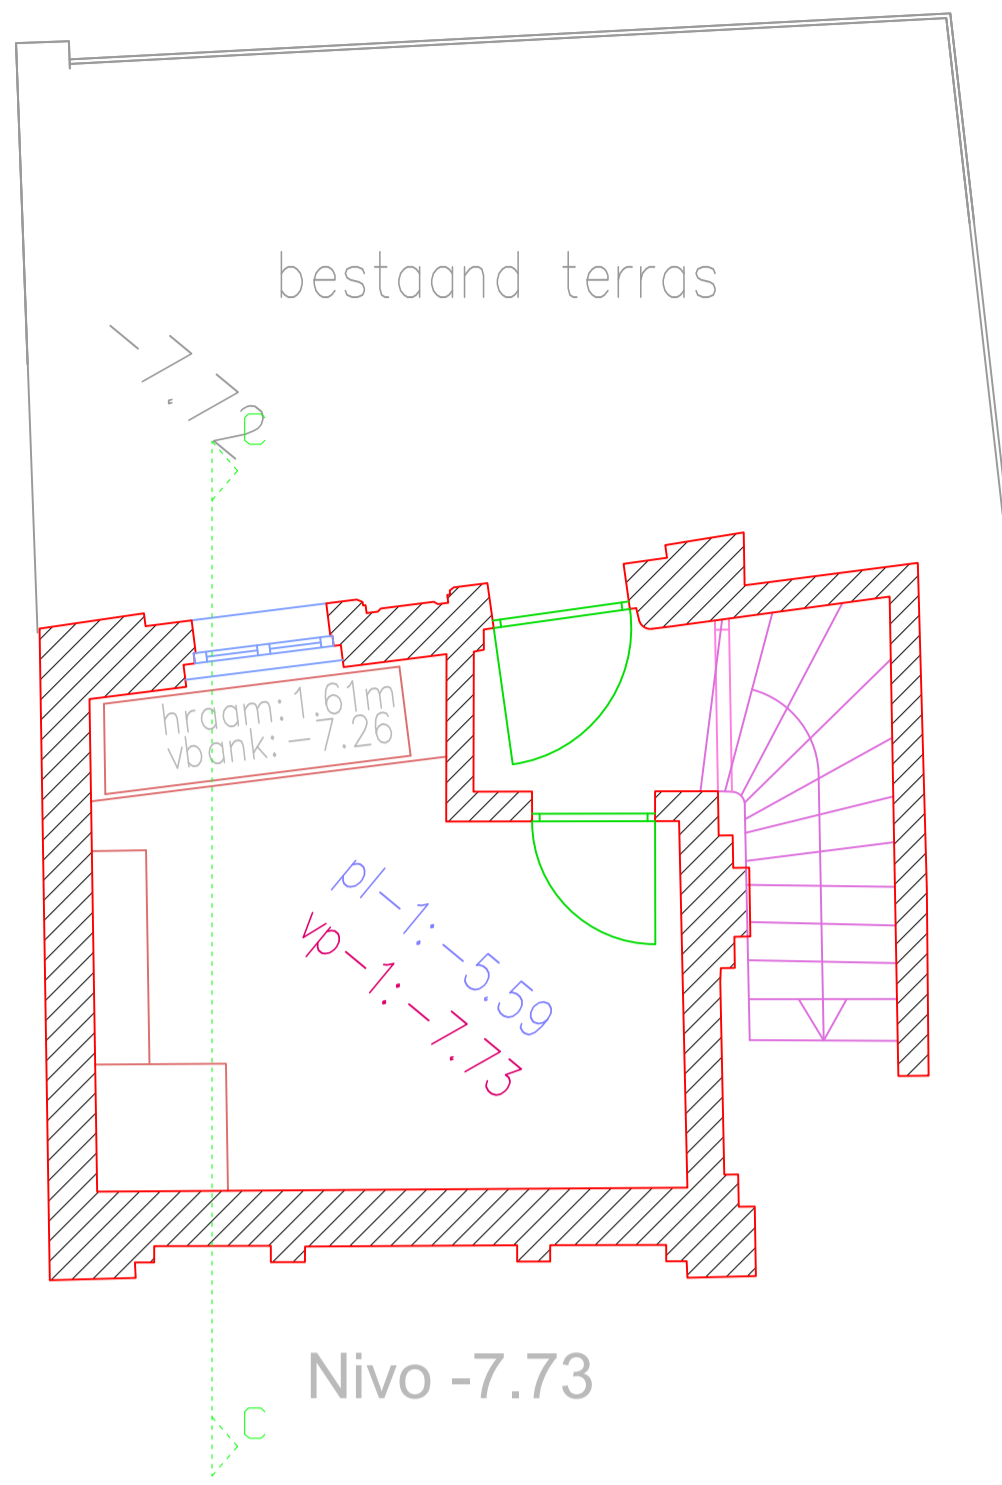 bestaand terras
-7.72
C
hraam: 1.61m
vbank: -7.26
pl-1: -5.59
vp-1: -7.73
Nivo -7.73
C